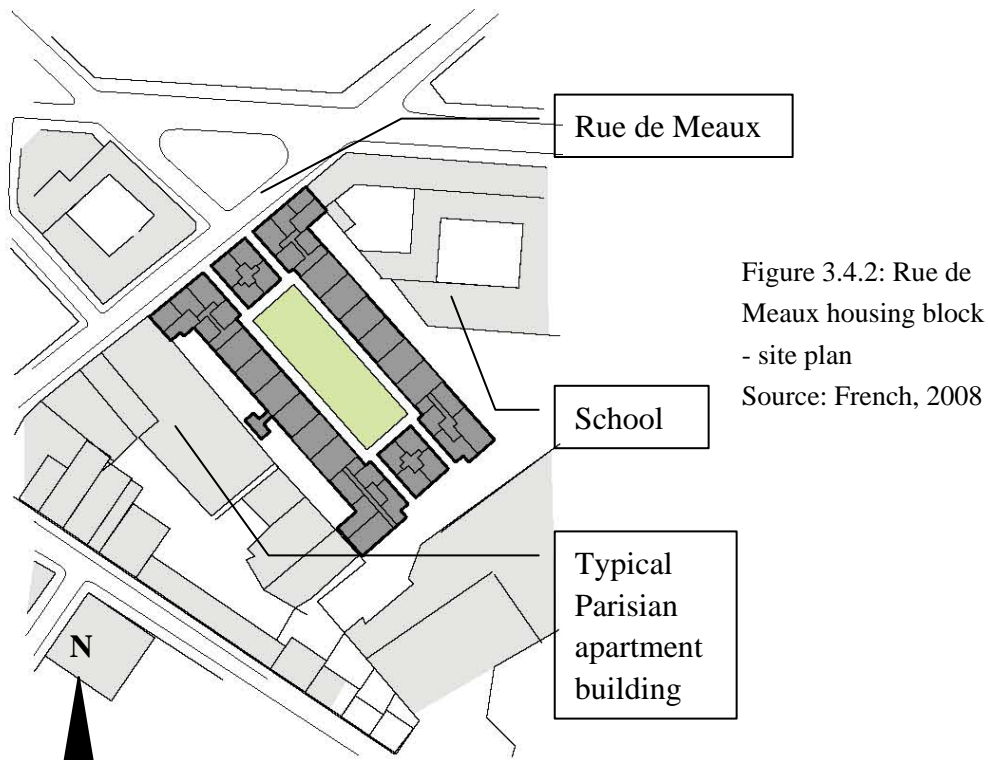 Rue de Meaux
Figure 3.4.2: Rue de
Meaux housing block
- site plan
Source: French, 2008
School
Typical
Parisian
apartment
building
N